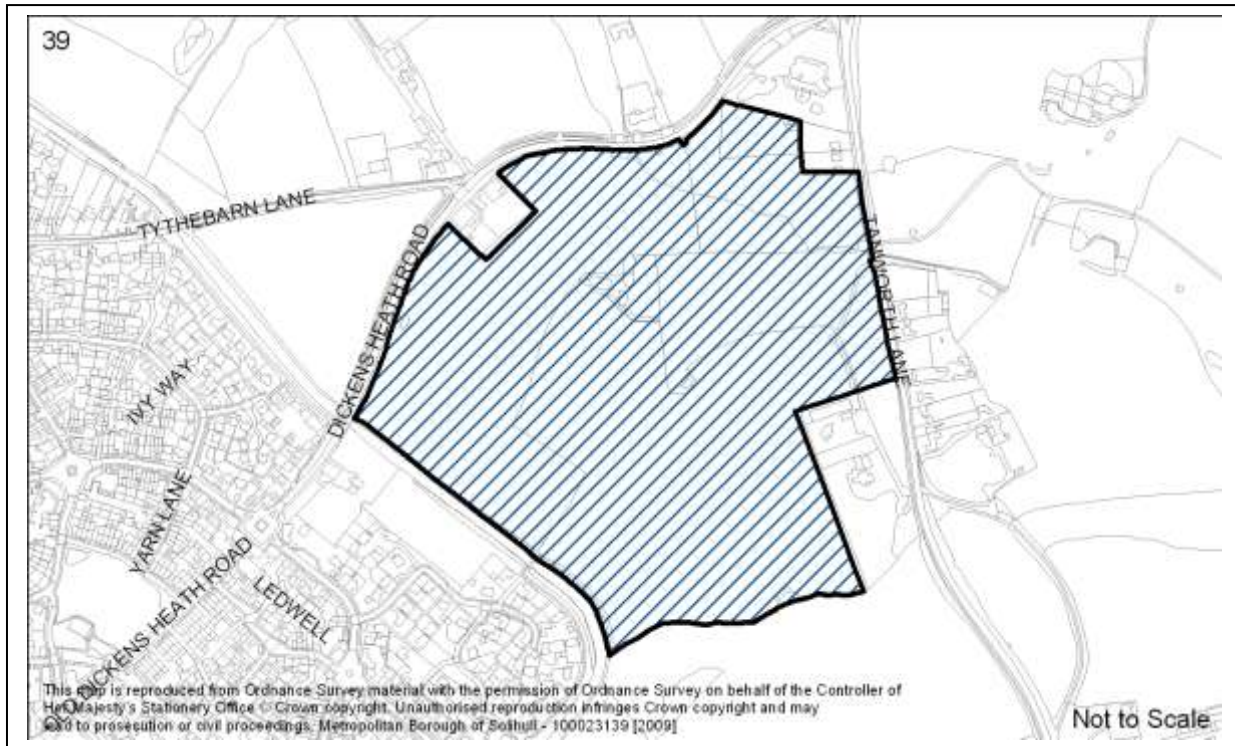 39
TYTHEBARN LANE
DICKENS HEATH ROAD
TANWORTH LANE
IVY WAY
YARN LANE
LEDWELL
OLD DICKENS HEATH ROAD
This map is reproduced from Ordnance Survey material with the permission of Ordnance Survey on behalf of the Controller of
Her Majesty's Stationery Office © Crown copyright. Unauthorised reproduction infringes Crown copyright and may
lead to prosecution or civil proceedings. Metropolitan Borough of Solihull - 100023139 [2009]
Not to Scale